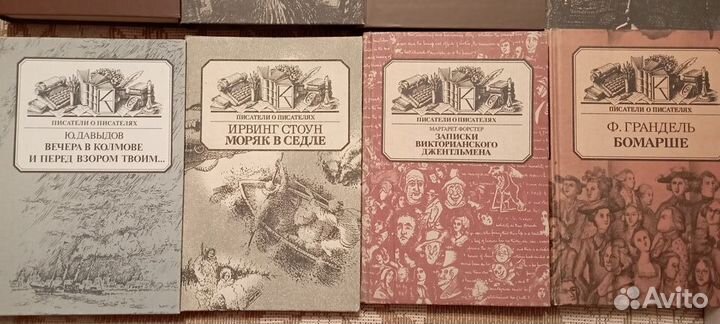 ПИСАТЕЛИ О ПИСАТЕЛЯХ
Ю. ДАВЫДОВ
ВЕЧЕРА В КОЛМОВЕ
И ПЕРЕД ВЗОРОМ ТВОИМ...
ПИСАТЕЛИ О ПИСАТЕЛЯХ
ИРВИНГ СТОУН
МОРЯК В СЕДЛЕ
ПИСАТЕЛИ О ПИСАТЕЛЯХ
МАРГАРЕТ ФОРСТЕР
ЗАПИСКИ
ВИКТОРИАНСКОГО
ДЖЕНТЛЬМЕНА
ПИСАТЕЛИ О ПИСАТЕЛЯХ
Ф. ГРАНДЕЛЬ
БОМАРШЕ
Avito